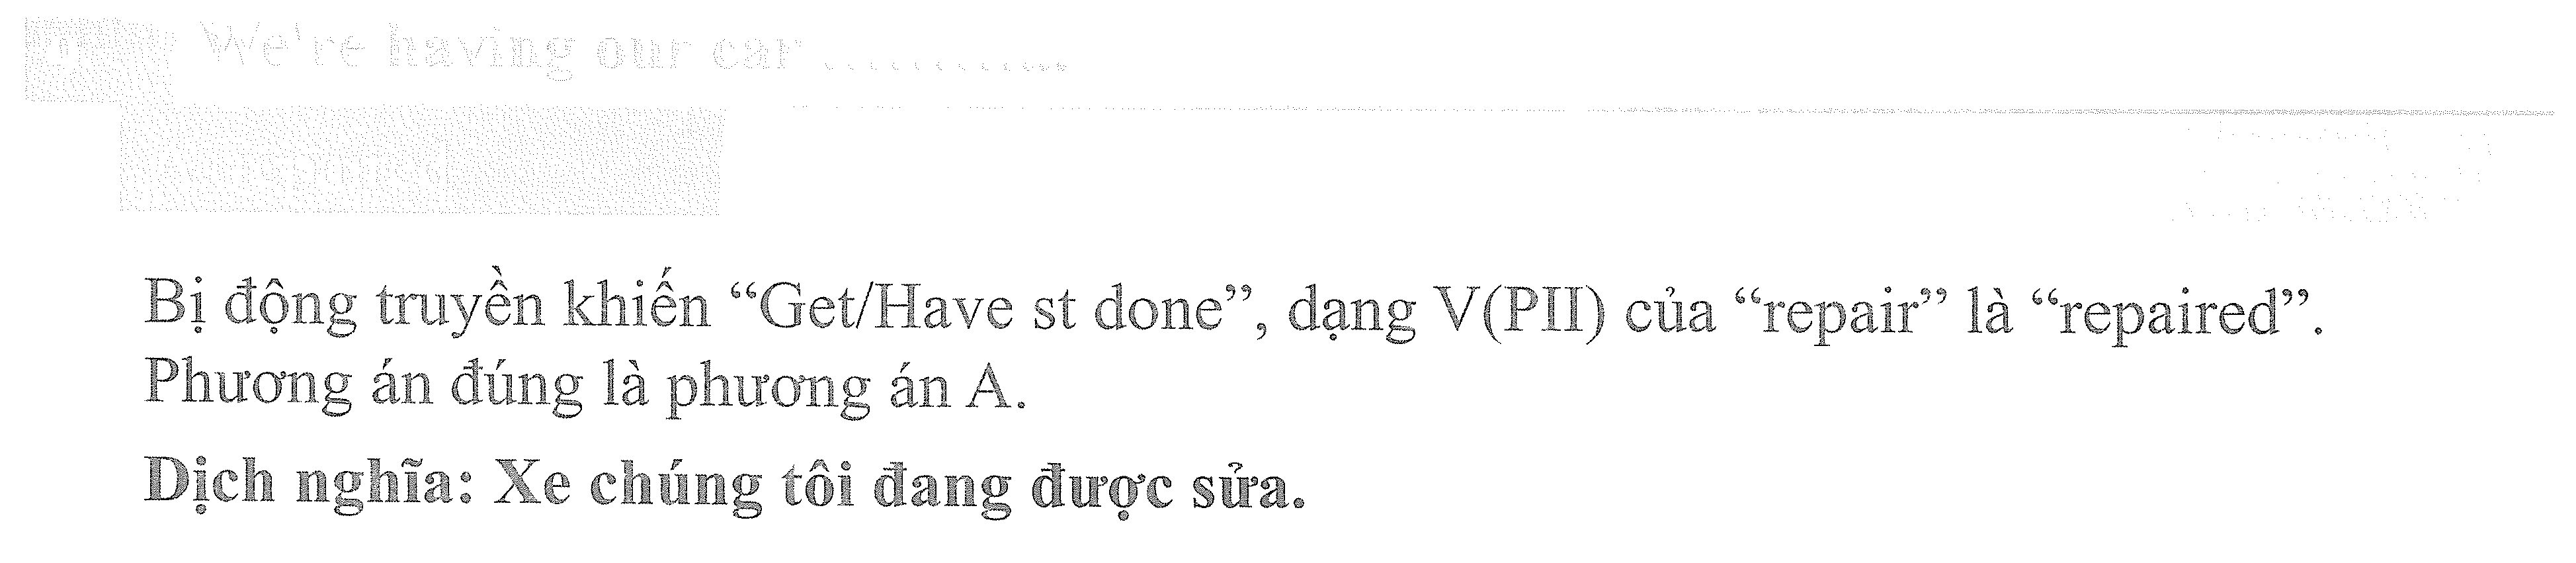 We're having our car .............
A. repaired
Bị động truyền khiến “Get/Have st done”, dạng V(PII) của “repair” là “repaired”.
Phương án đúng là phương án A.
Dịch nghĩa: Xe chúng tôi đang được sửa.